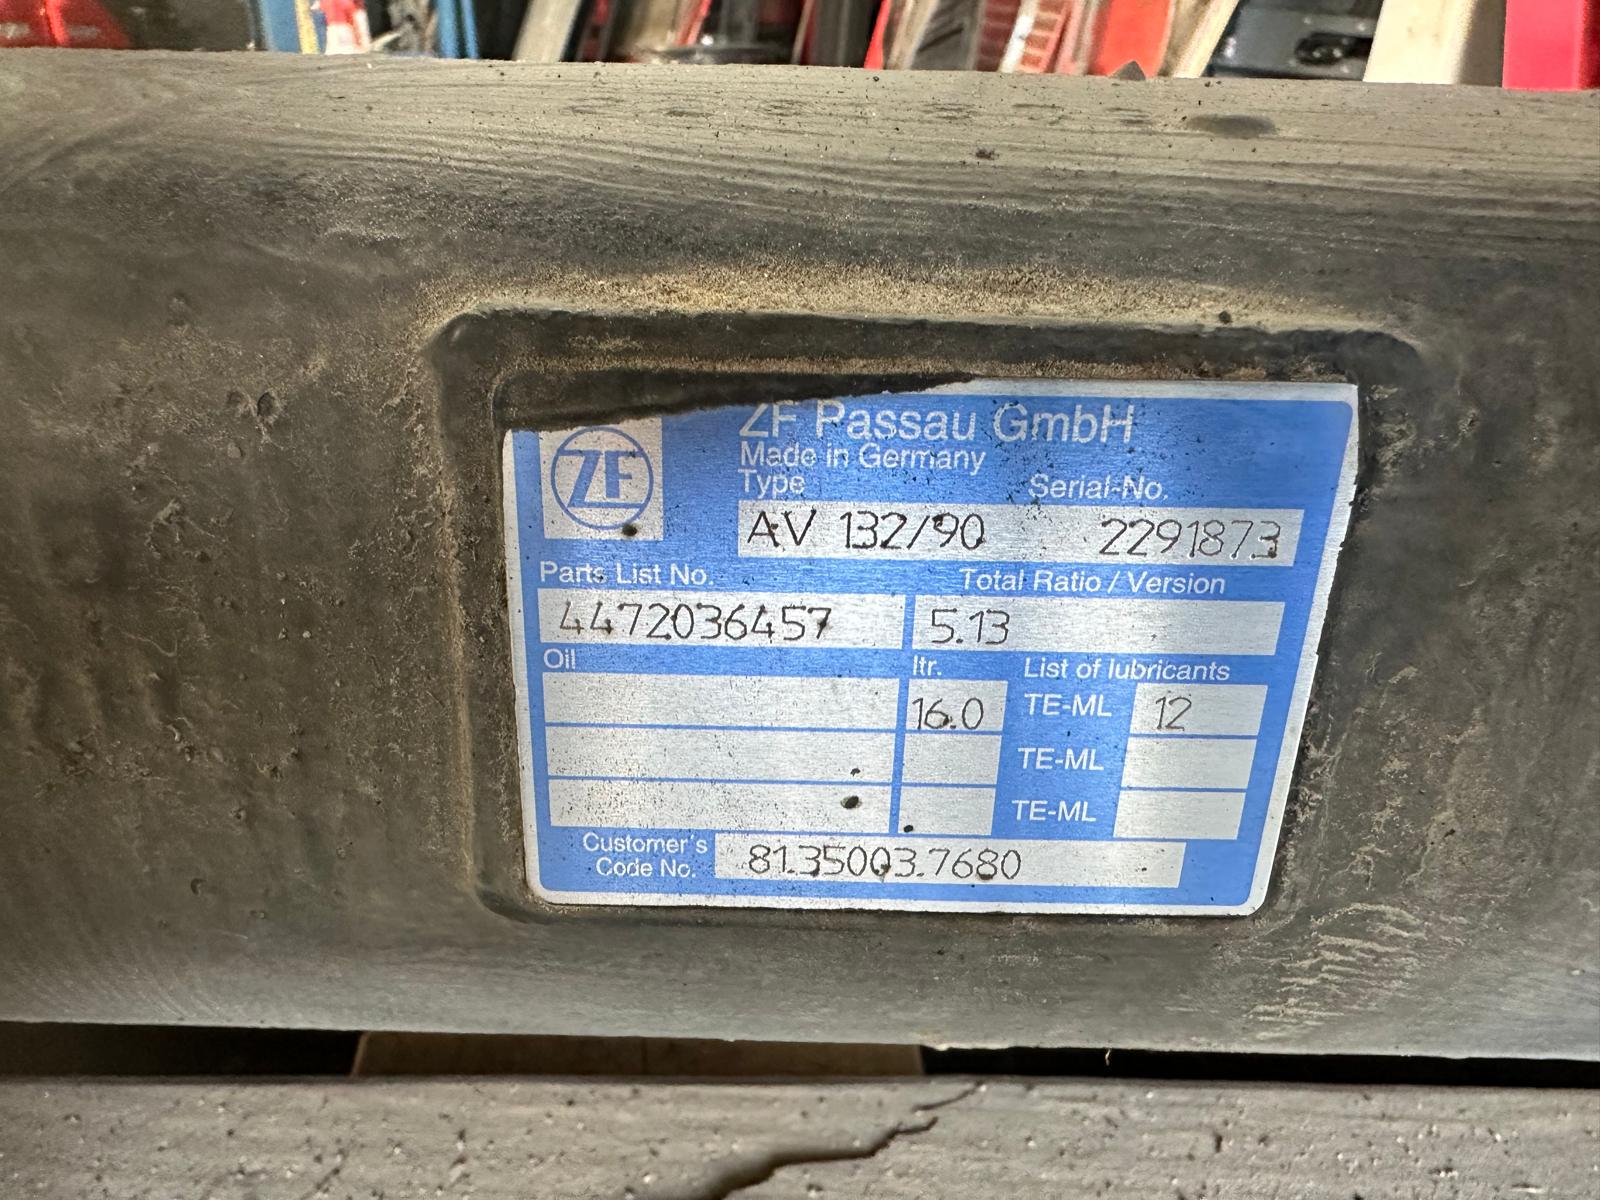 ZF Passau GmbH
ZF
Made in Germany
Type Serial-No.
AV 132/90 2291873
Parts List No. Total Ratio / Version
4472036457 5.13
Oil ltr. List of lubricants
16.0 TE-ML 12
TE-ML
TE-ML
Customer's
Code No. 81.35003.7680